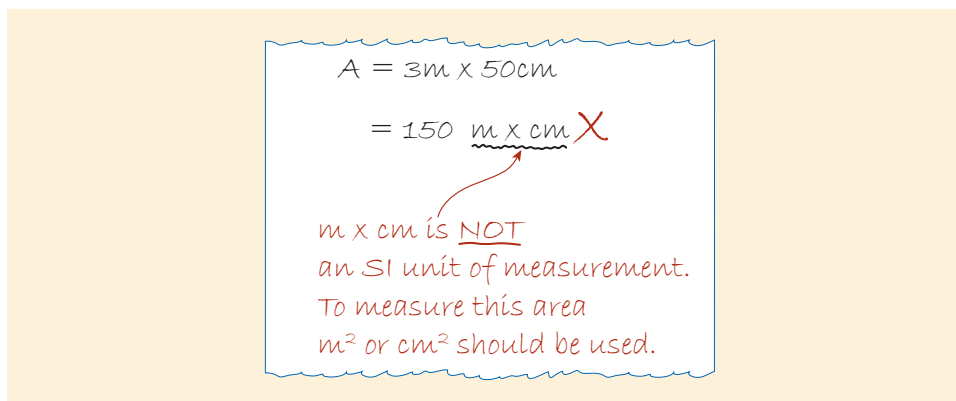 A = 3m x 50cm
= 150 m x cm X
m x cm is NOT
an SI unit of measurement.
To measure this area
m² or cm² should be used.